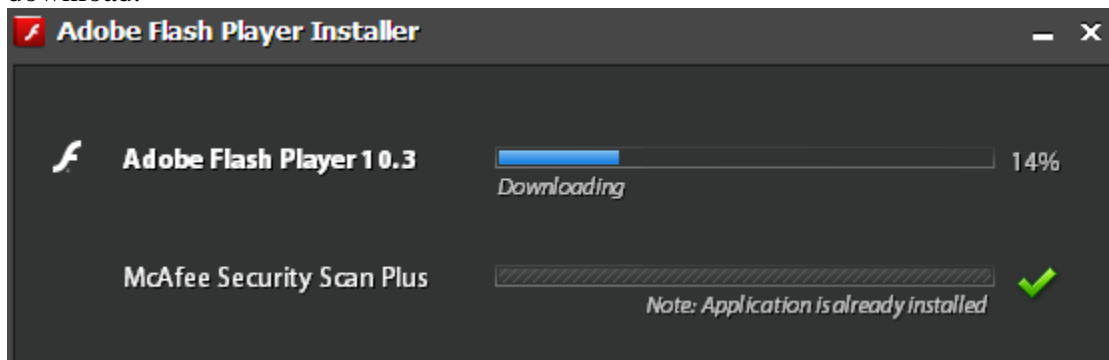 download.
Adobe Flash Player Installer
Adobe Flash Player 10.3 14%
Downloading
McAfee Security Scan Plus
Note: Application is already installed